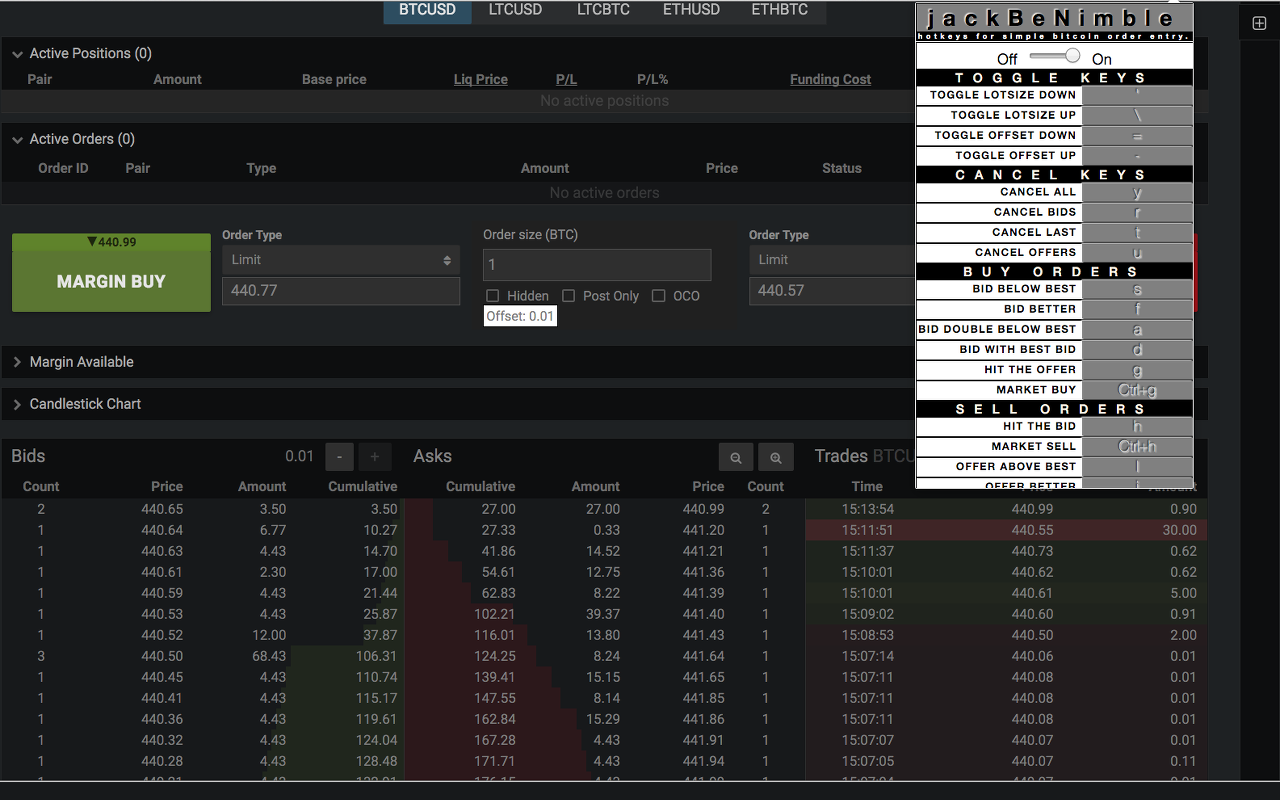 BTCUSD LTCUSD LTCBTC ETHUSD ETHBTC
Active Positions (0)
Pair Amount Base price Liq Price P/L P/L% Funding Cost
No active positions
Active Orders (0)
Order ID Pair Type Amount Price Status
No active orders
▼440.99
MARGIN BUY
Order Type
Limit
440.77
Order size (BTC)
1
Hidden Post Only OCO
Offset: 0.01
Order Type
Limit
440.57
Margin Available
Candlestick Chart
jackBeNimble
hotkeys for simple bitcoin order entry.
Off On
TOGGLE KEYS
TOGGLE LOTSIZE DOWN '
TOGGLE LOTSIZE UP \
TOGGLE OFFSET DOWN =
TOGGLE OFFSET UP -
CANCEL KEYS
CANCEL ALL y
CANCEL BIDS r
CANCEL LAST t
CANCEL OFFERS u
BUY ORDERS
BID BELOW BEST s
BID BETTER f
BID DOUBLE BELOW BEST a
BID WITH BEST BID d
HIT THE OFFER g
MARKET BUY Ctrl+g
SELL ORDERS
HIT THE BID h
MARKET SELL Ctrl+h
OFFER ABOVE BEST l
OFFER BETTER j
Bids 0.01 - +
Count Price Amount Cumulative
2 440.65 3.50 3.50
1 440.64 6.77 10.27
1 440.63 4.43 14.70
1 440.61 2.30 17.00
1 440.59 4.43 21.44
1 440.53 4.43 25.87
1 440.52 12.00 37.87
3 440.50 68.43 106.31
1 440.45 4.43 110.74
1 440.41 4.43 115.17
1 440.36 4.43 119.61
1 440.32 4.43 124.04
1 440.28 4.43 128.48
Asks
Cumulative Amount Price Count
27.00 27.00 440.99 2
27.33 0.33 441.20 1
41.86 14.52 441.21 1
54.61 12.75 441.36 1
62.83 8.22 441.39 1
102.21 39.37 441.40 1
116.01 13.80 441.43 1
124.25 8.24 441.64 1
139.41 15.15 441.65 1
147.55 8.14 441.85 1
162.84 15.29 441.86 1
167.28 4.43 441.91 1
171.71 4.43 441.94 1
Trades BTCU
Time Price Amount
15:13:54 440.99 0.90
15:11:51 440.55 30.00
15:11:37 440.73 0.62
15:10:01 440.62 0.62
15:10:01 440.61 5.00
15:09:02 440.60 0.91
15:08:53 440.50 2.00
15:07:14 440.06 0.01
15:07:11 440.08 0.01
15:07:11 440.08 0.01
15:07:11 440.08 0.01
15:07:07 440.07 0.01
15:07:05 440.07 0.11